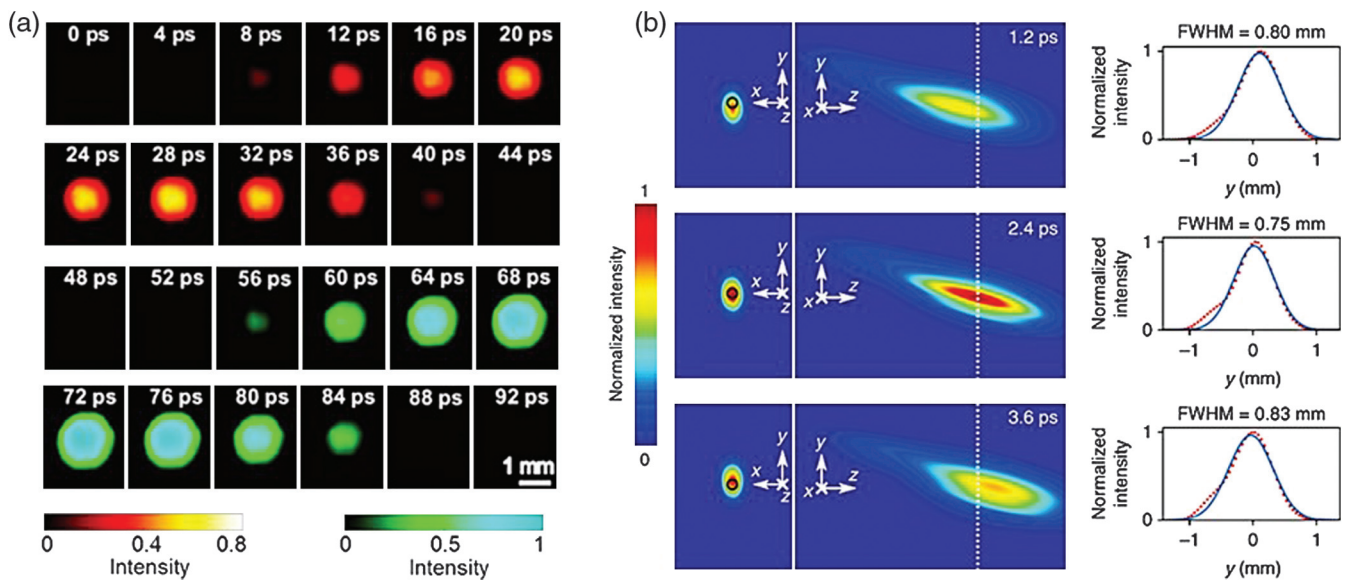 (a)
0 ps 4 ps 8 ps 12 ps 16 ps 20 ps
24 ps 28 ps 32 ps 36 ps 40 ps 44 ps
48 ps 52 ps 56 ps 60 ps 64 ps 68 ps
72 ps 76 ps 80 ps 84 ps 88 ps 92 ps
1 mm
0 0.4 0.8
Intensity
0 0.5 1
Intensity
(b)
1
Normalized intensity
0
1.2 ps
y
x
z
y
x
z
FWHM = 0.80 mm
Normalized
intensity
1
0
−1 0 1
y (mm)
2.4 ps
y
x
z
y
x
z
FWHM = 0.75 mm
Normalized
intensity
1
0
−1 0 1
y (mm)
3.6 ps
y
x
z
y
x
z
FWHM = 0.83 mm
Normalized
intensity
1
0
−1 0 1
y (mm)